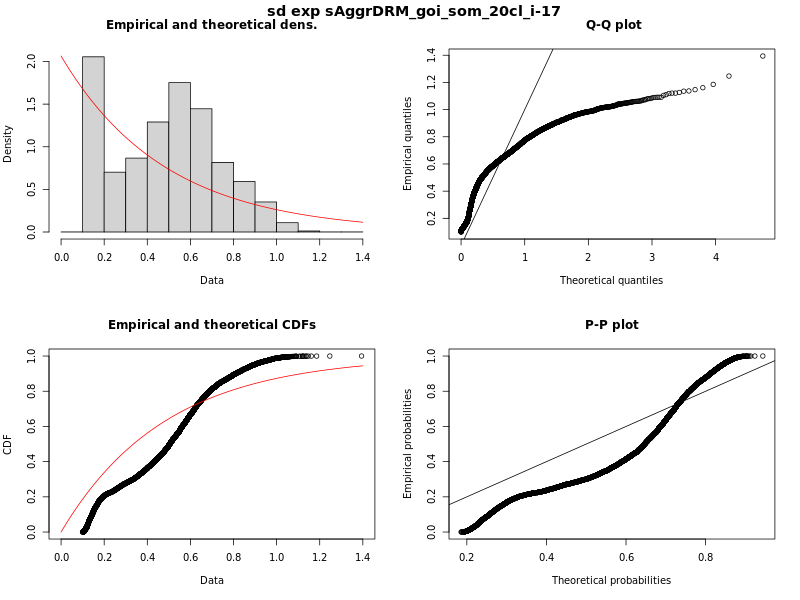 sd exp sAggrDRM_goi_som_20cl_i-17
Empirical and theoretical dens.
Density
0.0 0.5 1.0 1.5 2.0
0.0 0.2 0.4 0.6 0.8 1.0 1.2 1.4
Data
Q-Q plot
Empirical quantiles
0.2 0.4 0.6 0.8 1.0 1.2 1.4
0 1 2 3 4
Theoretical quantiles
Empirical and theoretical CDFs
CDF
0.0 0.2 0.4 0.6 0.8 1.0
0.0 0.2 0.4 0.6 0.8 1.0 1.2 1.4
Data
P-P plot
Empirical probabilities
0.0 0.2 0.4 0.6 0.8 1.0
0.2 0.4 0.6 0.8
Theoretical probabilities